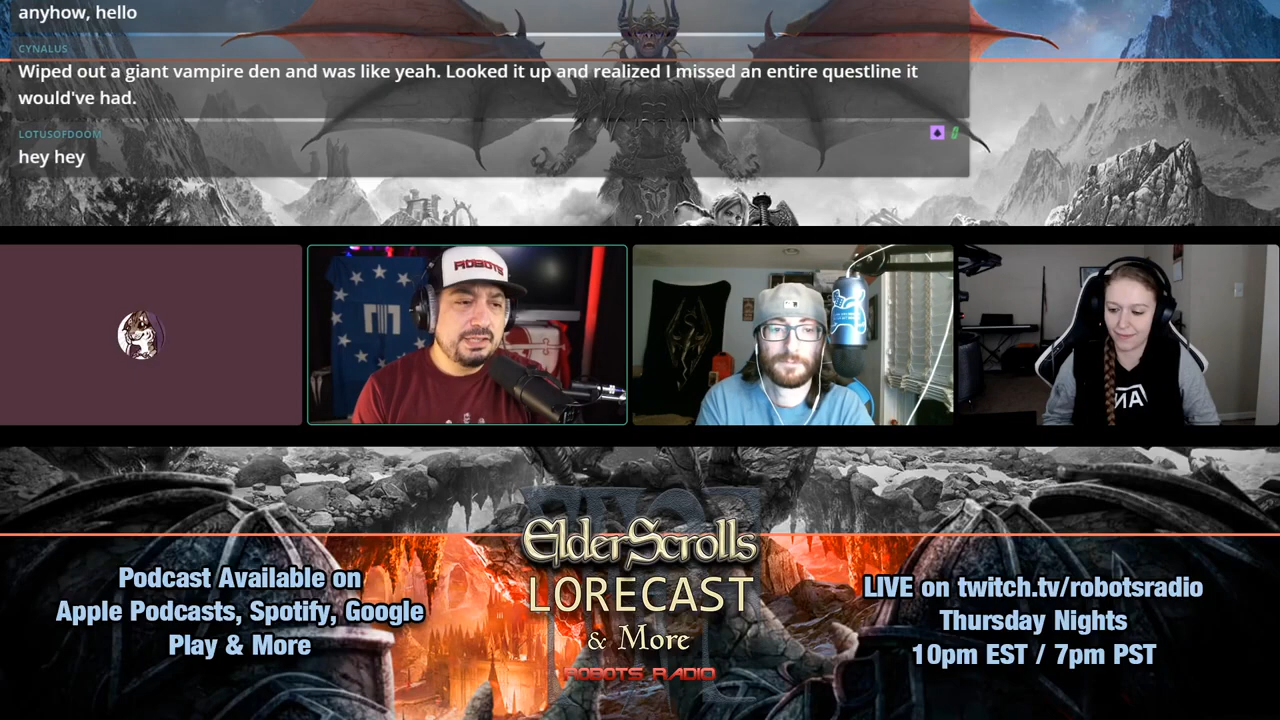 anyhow, hello
CYNALUS
Wiped out a giant vampire den and was like yeah. Looked it up and realized I missed an entire questline it
would've had.
LOTUSOFDOOM
hey hey
ROBOTS
ElderScrolls
LORECAST
& More
ROBOTS RADIO
Podcast Available on
Apple Podcasts, Spotify, Google
Play & More
LIVE on twitch.tv/robotsradio
Thursday Nights
10pm EST / 7pm PST